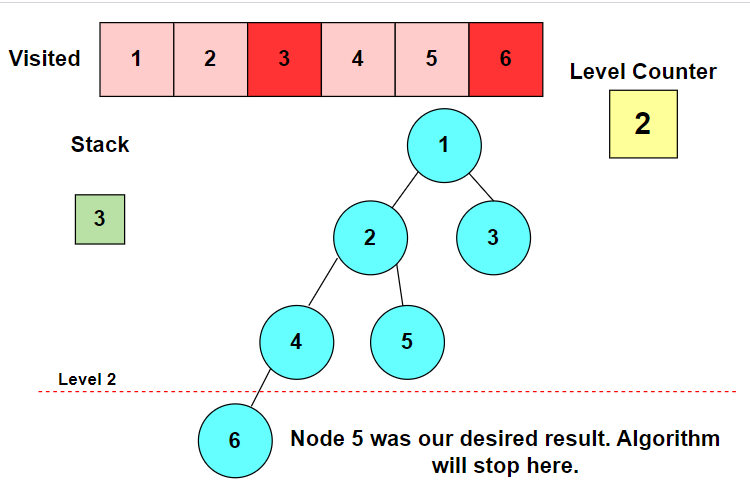 Visited 1 2 3 4 5 6
Level Counter
2
Stack
3
1
2 3
4 5
Level 2
6
Node 5 was our desired result. Algorithm
will stop here.